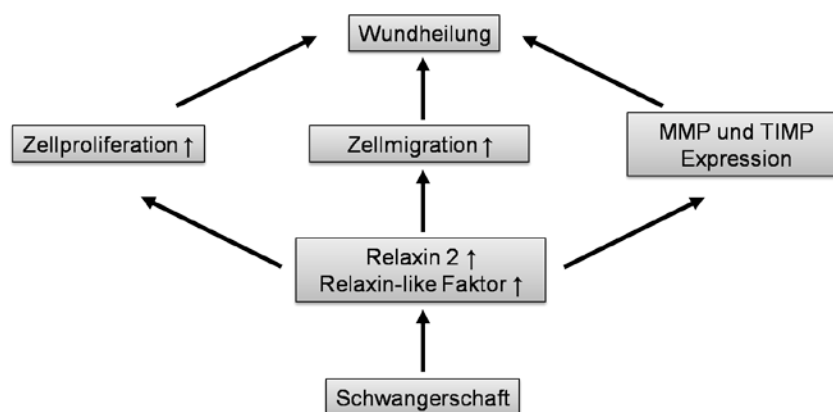 Wundheilung
Zellproliferation ↑
Zellmigration ↑
MMP und TIMP
Expression
Relaxin 2 ↑
Relaxin-like Faktor ↑
Schwangerschaft